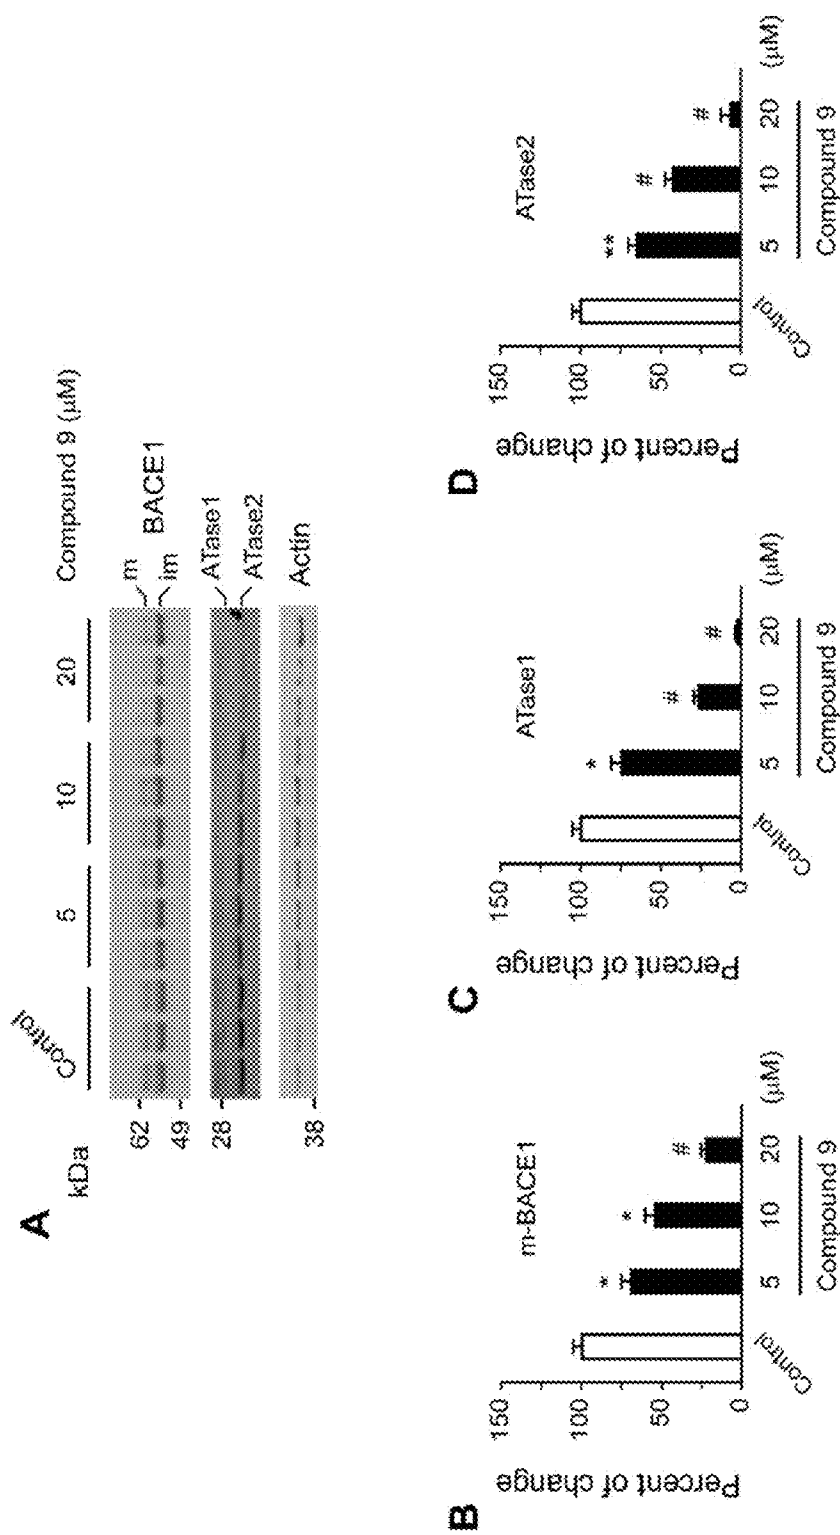 A
kDa
Control
5
10
20
Compound 9 (µM)
62
49
m
im
BACE1
28
ATase1
ATase2
38
Actin
B
Percent of change
150
100
50
0
m-BACE1
*
*
#
Control
5
10
20
(µM)
Compound 9
C
Percent of change
150
100
50
0
ATase1
*
#
#
Control
5
10
20
(µM)
Compound 9
D
Percent of change
150
100
50
0
ATase2
**
#
#
Control
5
10
20
(µM)
Compound 9